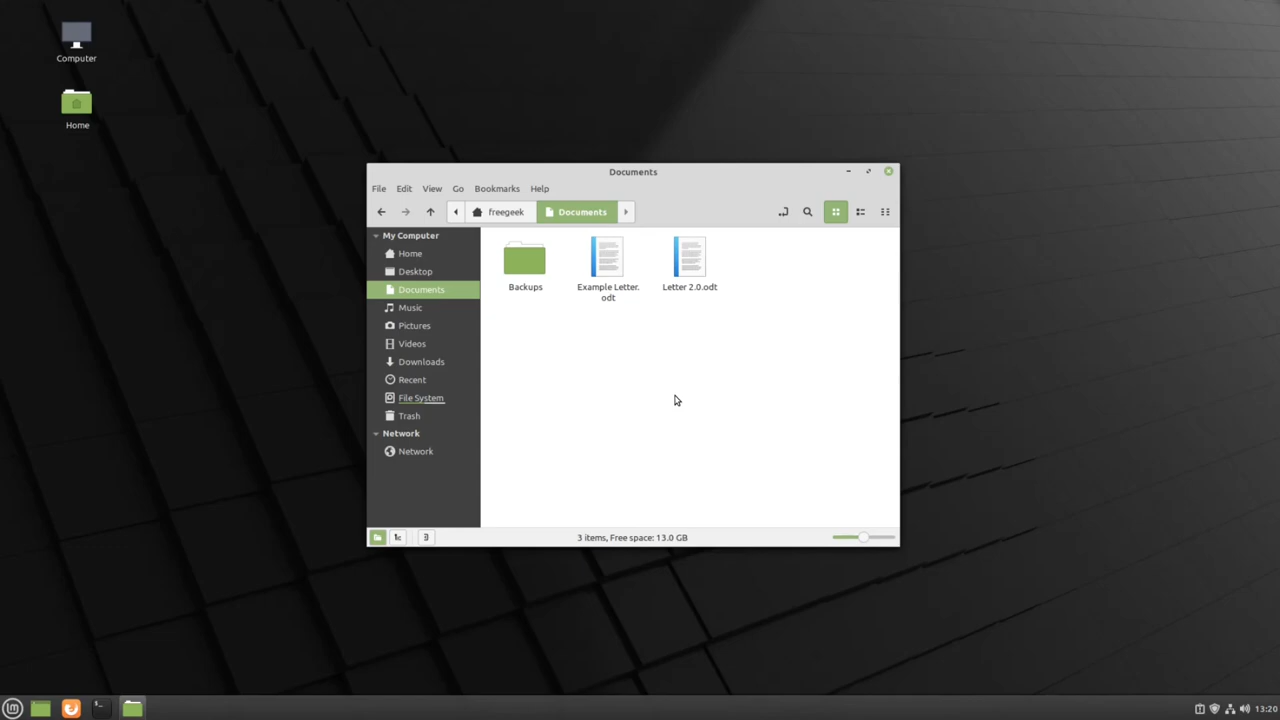 Computer
Home
Documents
File Edit View Go Bookmarks Help
freegeek Documents
My Computer
Home
Desktop
Documents
Music
Pictures
Videos
Downloads
Recent
File System
Trash
Network
Network
Backups
Example Letter.
odt
Letter 2.0.odt
3 items, Free space: 13.0 GB
13:20